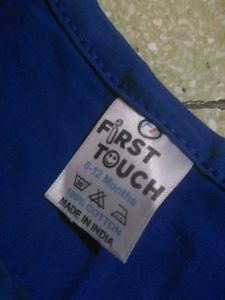 FiRST
TOUCH
6-12 Months
100% COTTON
MADE IN INDIA